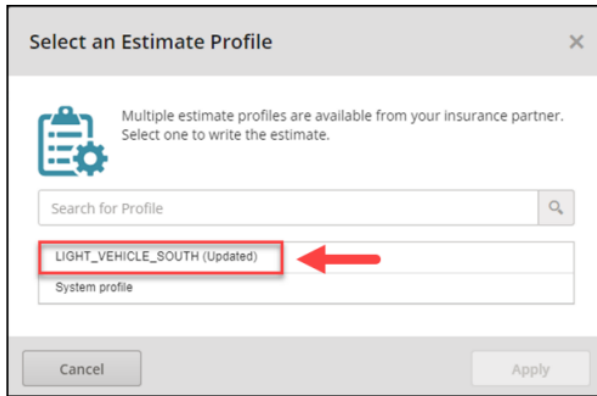 Select an Estimate Profile
Multiple estimate profiles are available from your insurance partner.
Select one to write the estimate.
Search for Profile
LIGHT_VEHICLE_SOUTH (Updated)
System profile
Cancel
Apply